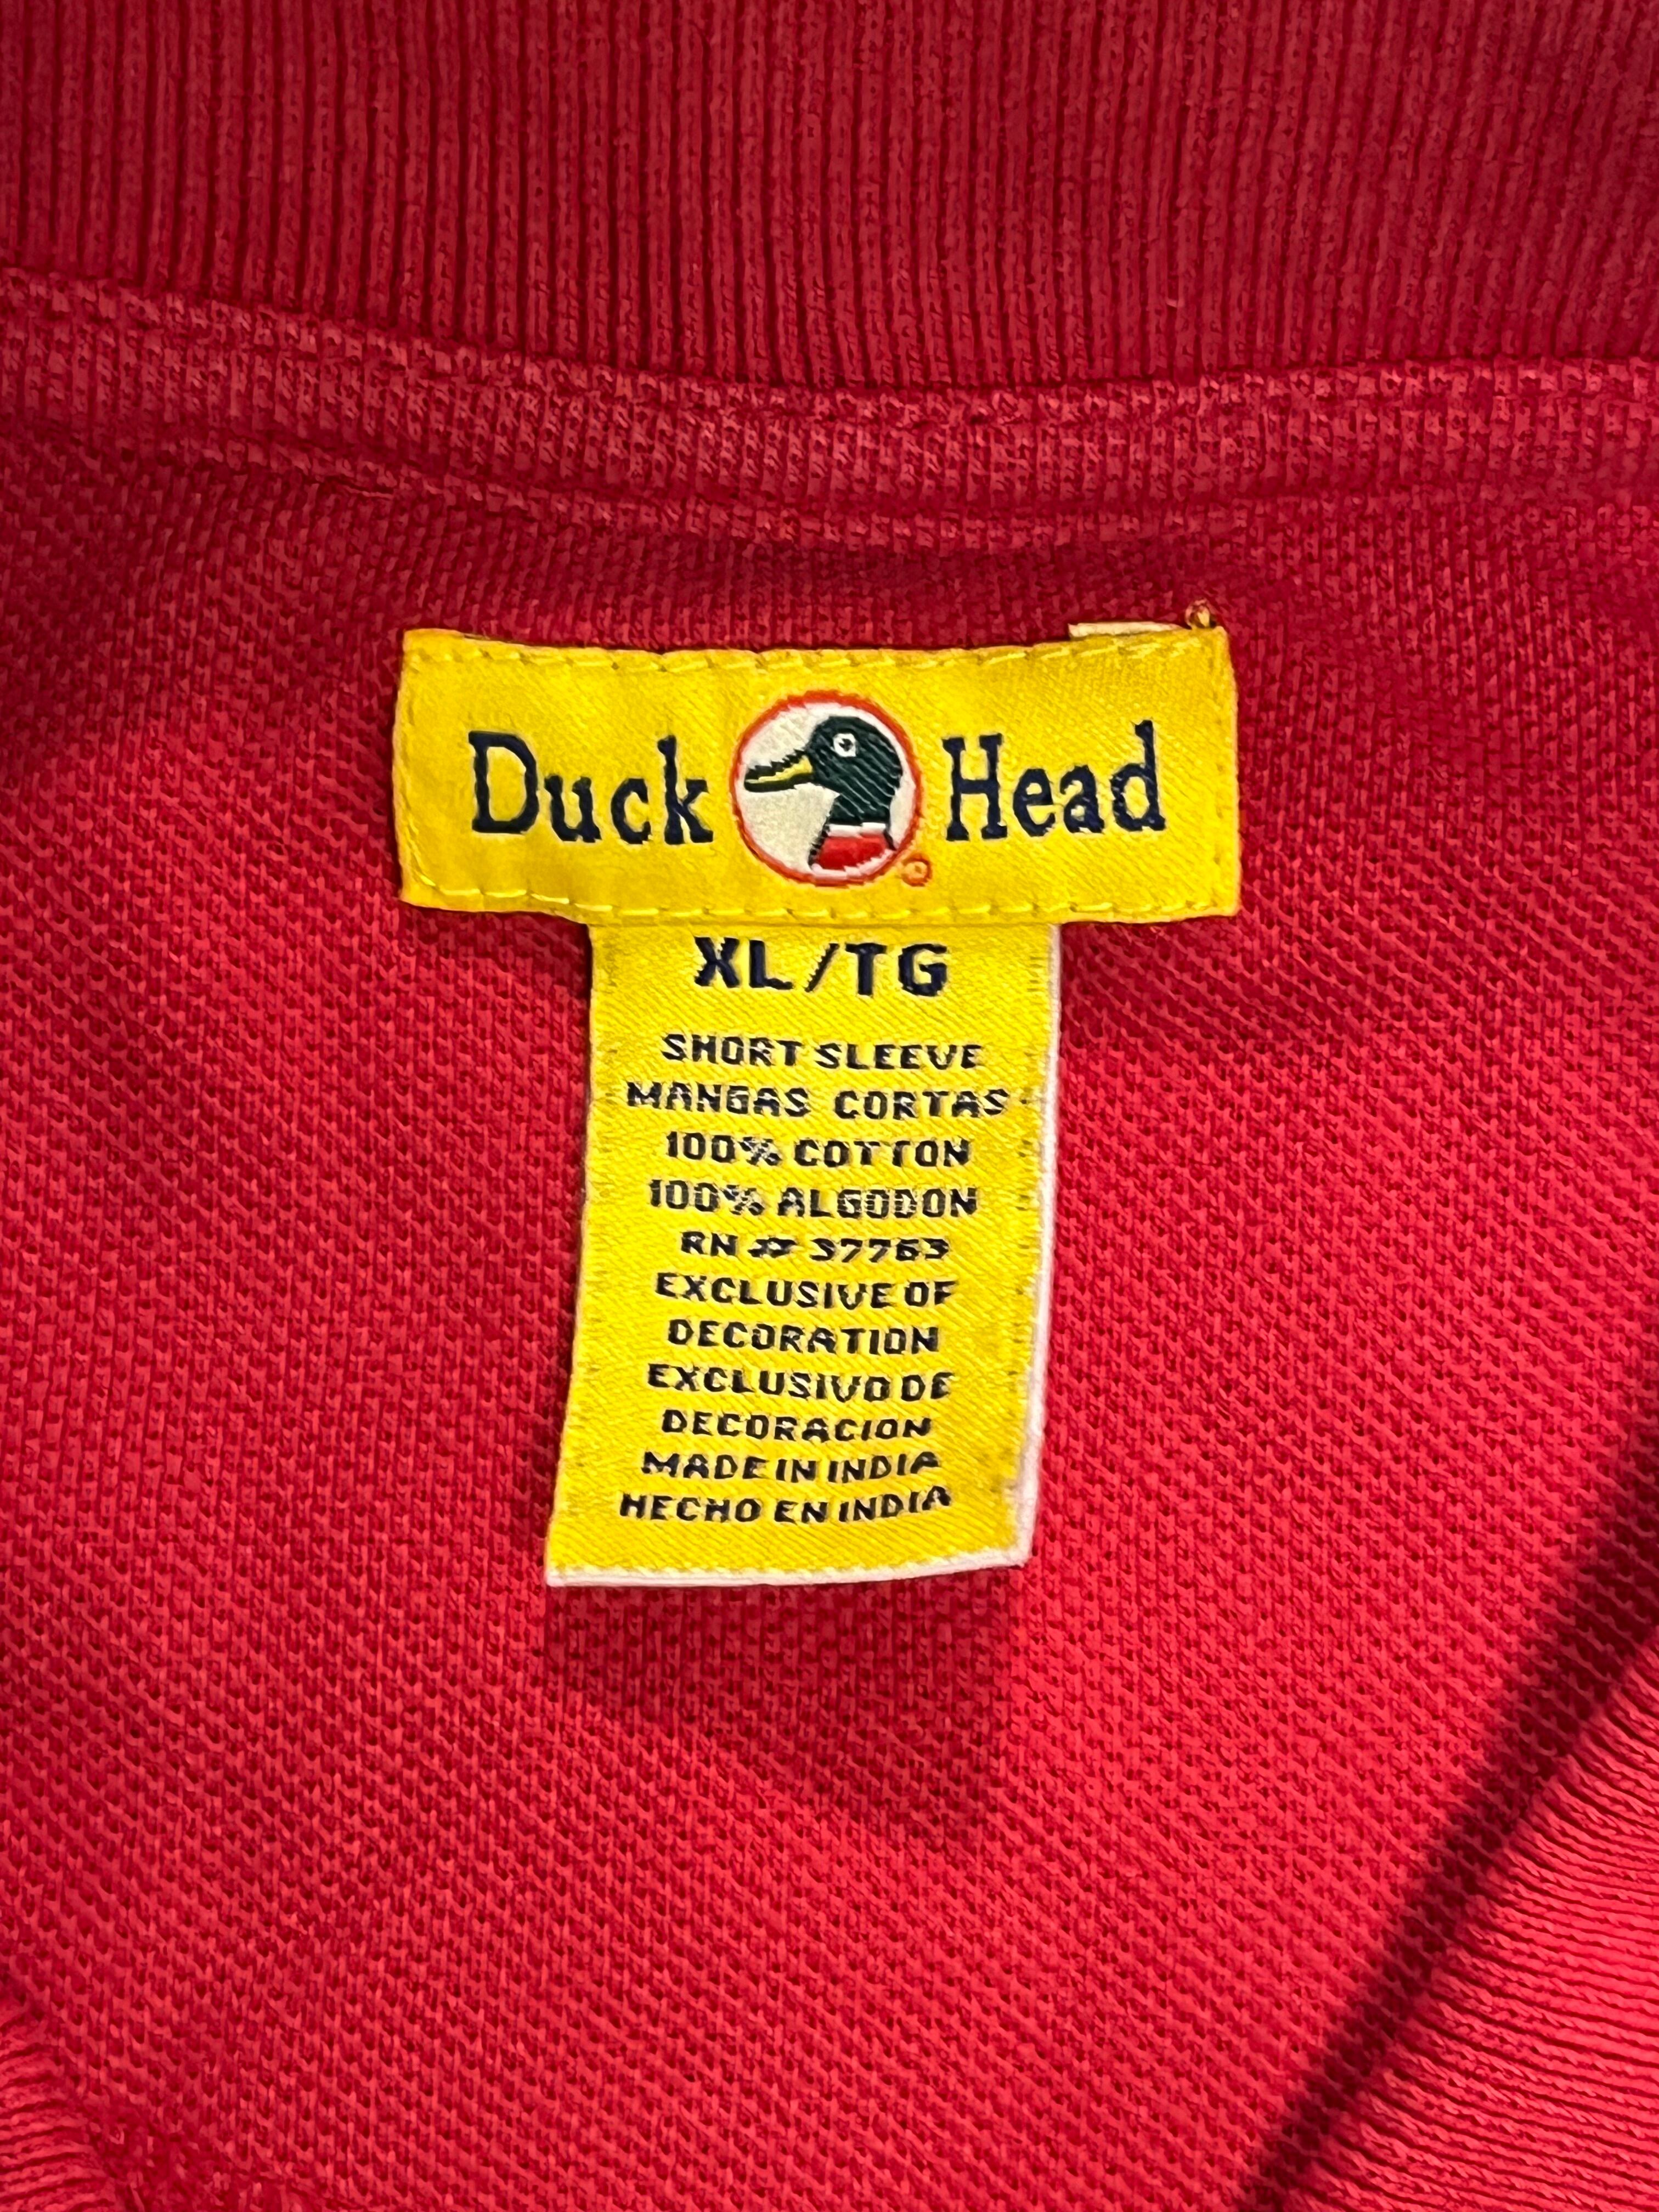 Duck Head
XL/TG
SHORT SLEEVE
MANGAS CORTAS
100% COTTON
100% ALGODON
RN # 37763
EXCLUSIVE OF
DECORATION
EXCLUSIVO DE
DECORACION
MADE IN INDIA
HECHO EN INDIA